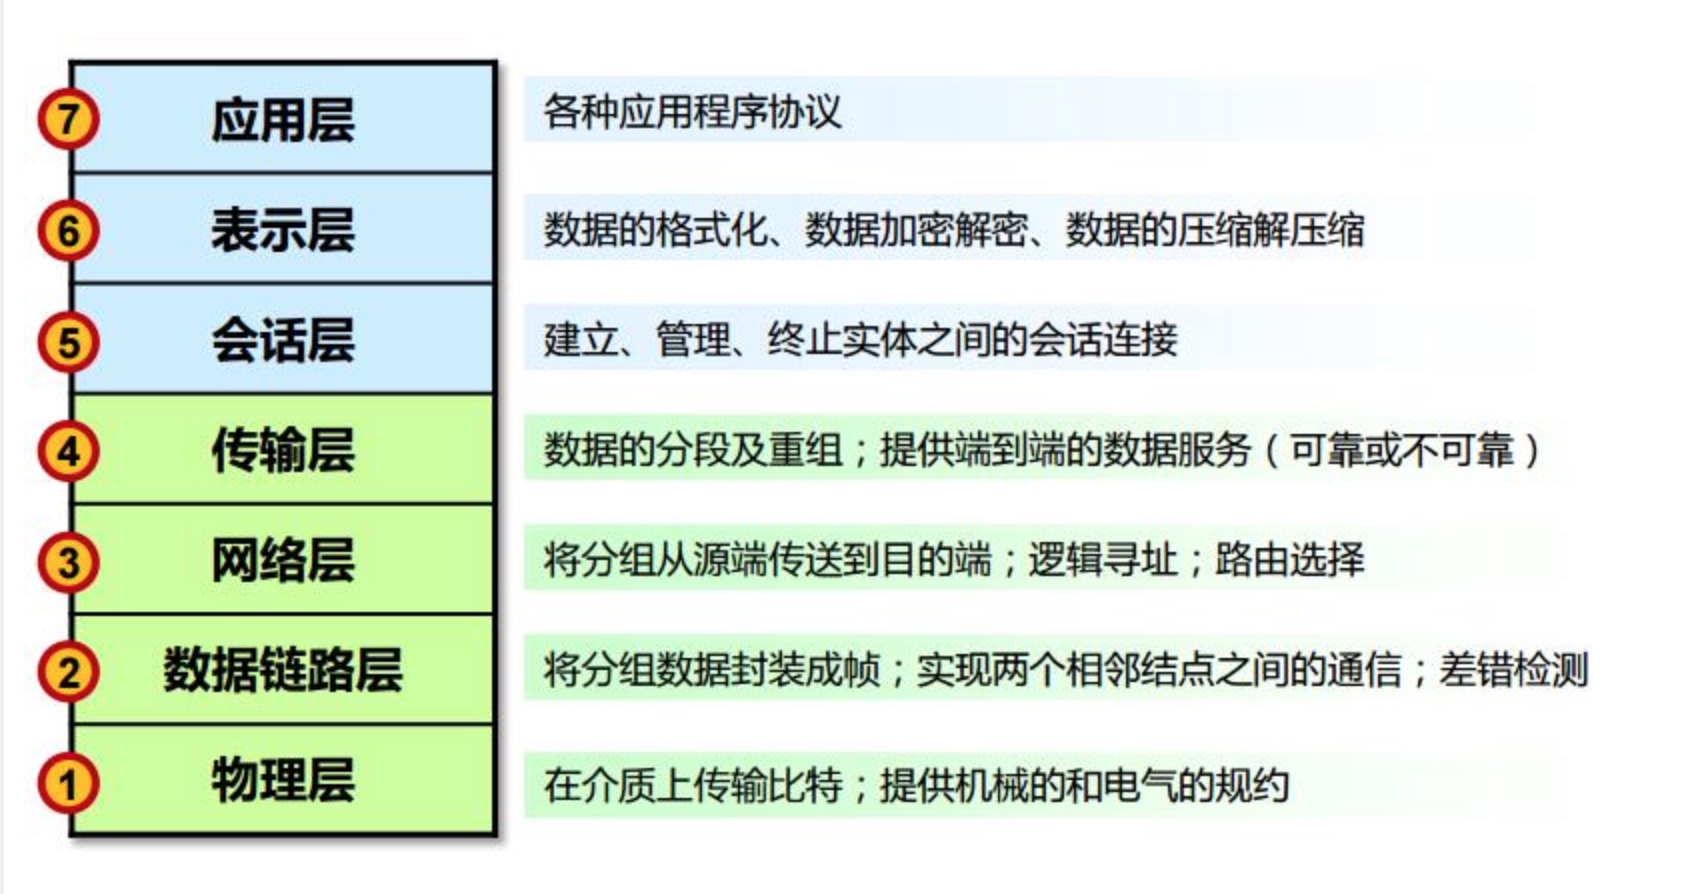 7 应用层 各种应用程序协议
6 表示层 数据的格式化、数据加密解密、数据的压缩解压缩
5 会话层 建立、管理、终止实体之间的会话连接
4 传输层 数据的分段及重组；提供端到端的数据服务（可靠或不可靠）
3 网络层 将分组从源端传送到目的端；逻辑寻址；路由选择
2 数据链路层 将分组数据封装成帧；实现两个相邻结点之间的通信；差错检测
1 物理层 在介质上传输比特；提供机械的和电气的规约